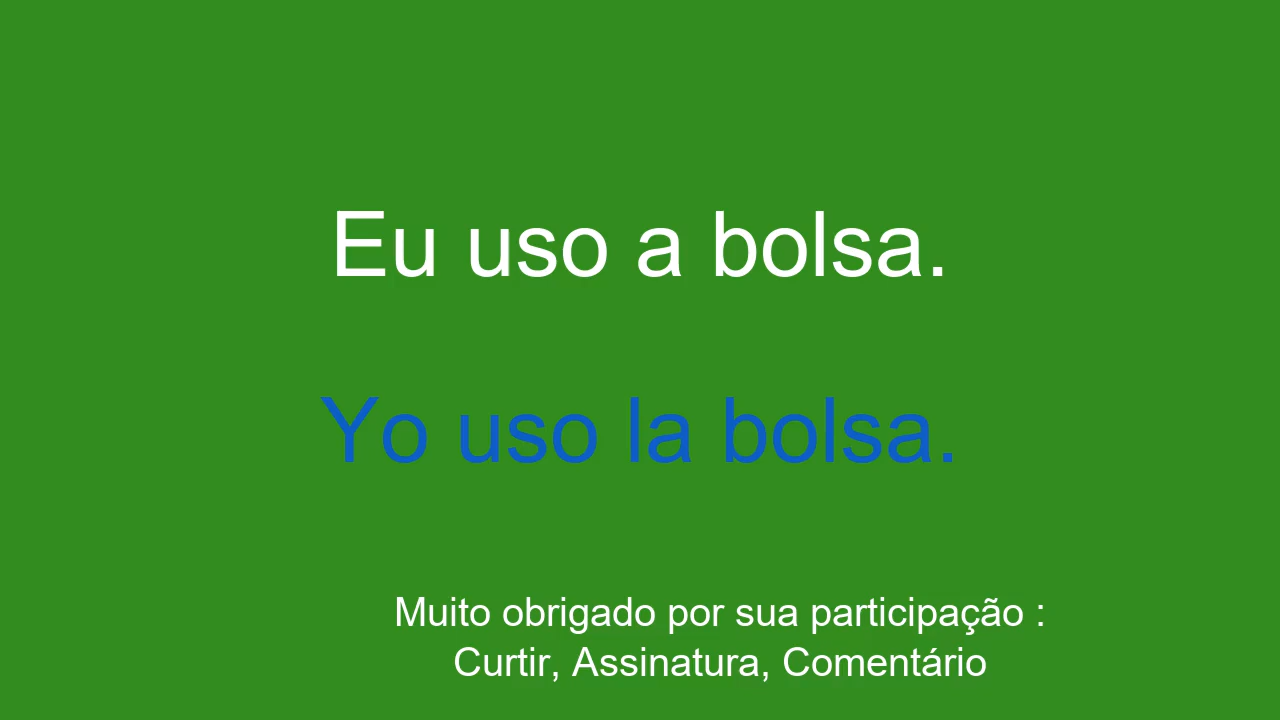 Eu uso a bolsa.
Yo uso la bolsa.
Muito obrigado por sua participação :
Curtir, Assinatura, Comentário